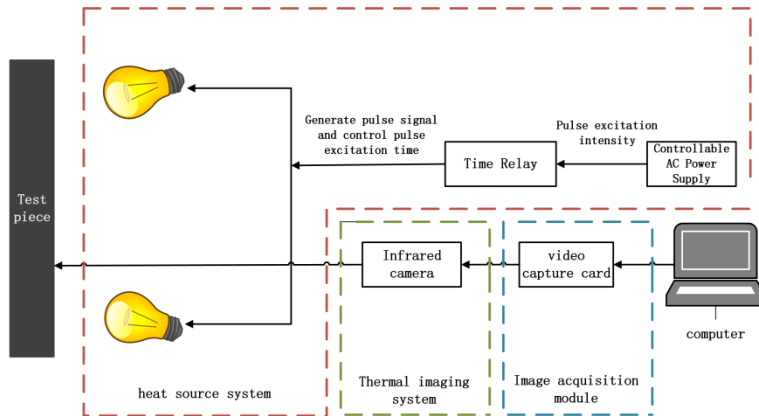 Generate pulse signal
and control pulse
excitation time
Pulse excitation
intensity
Time Relay
Controllable
AC Power
Supply
Test
piece
Infrared
camera
video
capture card
computer
heat source system
Thermal imaging
system
Image acquisition
module